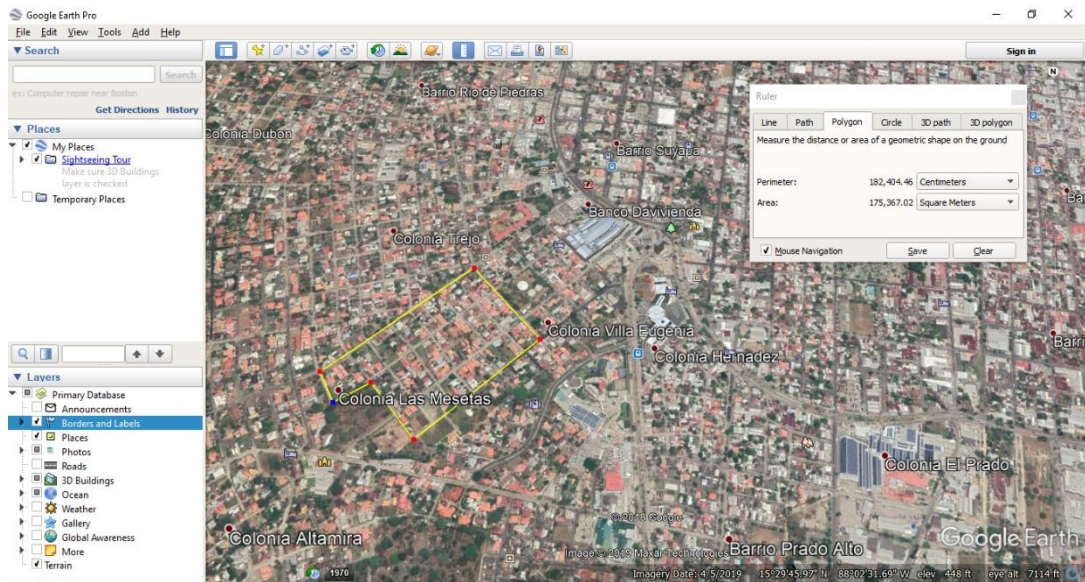 Google Earth Pro
File Edit View Tools Add Help
Search
Search
ex: Computer repair near Boston
Get Directions History
Places
My Places
Sightseeing Tour
Make sure 3D Buildings
layer is checked
Temporary Places
Layers
Primary Database
Announcements
Borders and Labels
Places
Photos
Roads
3D Buildings
Ocean
Weather
Gallery
Global Awareness
More
Terrain
Sign in
N
Ruler
Line Path Polygon Circle 3D path 3D polygon
Measure the distance or area of a geometric shape on the ground
Perimeter: 182,404.46 Centimeters
Area: 175,367.02 Square Meters
Mouse Navigation Save Clear
Barrio Rio de Piedras
Colonia Dubon
Barrio Suyapa
Banco Davivienda
Colonia Trejo
Colonia Villa Eugenia
Colonia Hernadez
Barri
Colonia Las Mesetas
Colonia El Prado
© 2018 Google
Colonia Altamira
Image © 2019 Maxar Technologies
Barrio Prado Alto
Google Earth
1970
Imagery Date: 4/5/2019 15°29'45.97" N 88°02'31.69" W elev 448 ft eye alt 7114 ft